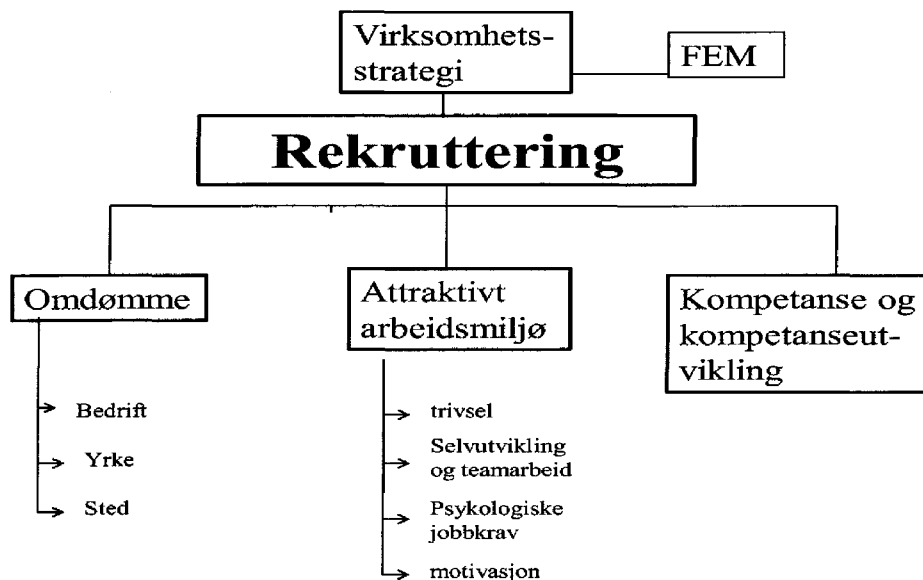 Virksomhets-
strategi
FEM
Rekruttering
Omdømme
Attraktivt
arbeidsmiljø
Kompetanse og
kompetanseut-
vikling
Bedrift
Yrke
Sted
trivsel
Selvutvikling
og teamarbeid
Psykologiske
jobbkrav
motivasjon